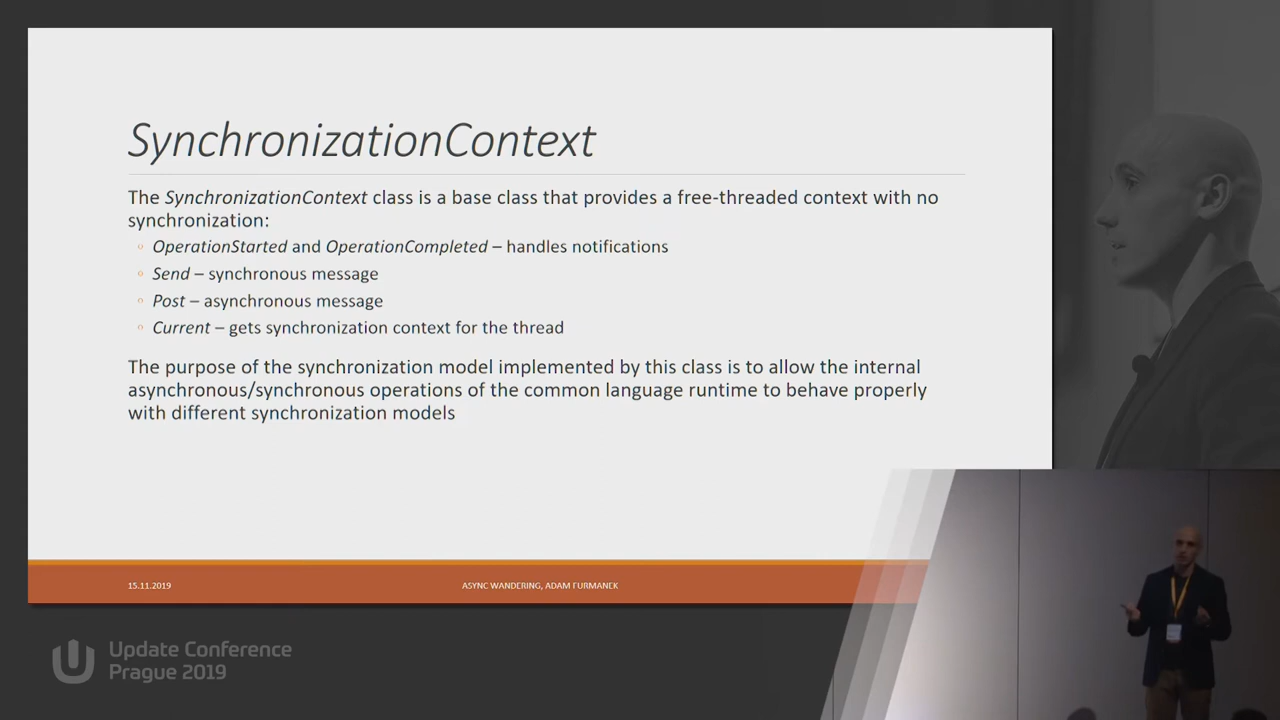 SynchronizationContext
The SynchronizationContext class is a base class that provides a free-threaded context with no
synchronization:
◦ OperationStarted and OperationCompleted – handles notifications
◦ Send – synchronous message
◦ Post – asynchronous message
◦ Current – gets synchronization context for the thread
The purpose of the synchronization model implemented by this class is to allow the internal
asynchronous/synchronous operations of the common language runtime to behave properly
with different synchronization models
15.11.2019
ASYNC WANDERING, ADAM FURMANEK
Update Conference
Prague 2019